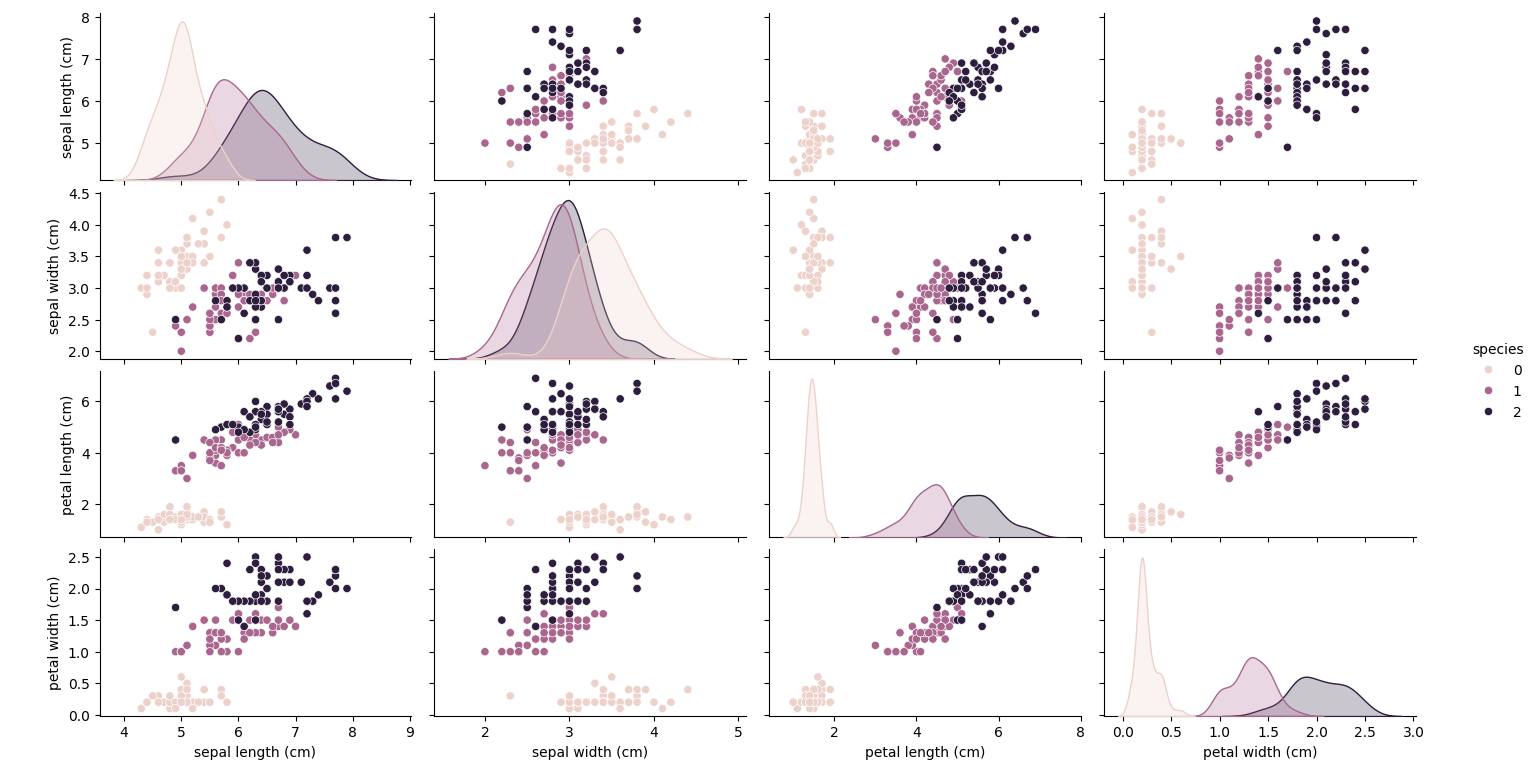 8
7
6
5
sepal length (cm)
4.5
4.0
3.5
3.0
2.5
2.0
sepal width (cm)
6
4
2
petal length (cm)
2.5
2.0
1.5
1.0
0.5
0.0
petal width (cm)
4 5 6 7 8 9
sepal length (cm)
2 3 4 5
sepal width (cm)
2 4 6 8
petal length (cm)
0.0 0.5 1.0 1.5 2.0 2.5 3.0
petal width (cm)
species
0
1
2